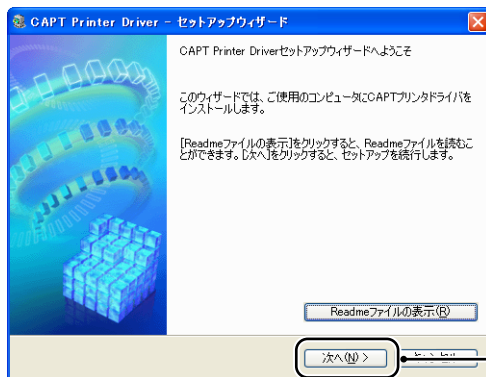 CAPT Printer Driver - セットアップウィザード
CAPT Printer Driverセットアップウィザードへようこそ
このウィザードでは、ご使用のコンピュータにCAPTプリンタドライバを
インストールします。
[Readmeファイルの表示]をクリックすると、Readmeファイルを読むこ
とができます。[次へ]をクリックすると、セットアップを続行します。
Readmeファイルの表示(R)
次へ(N) >